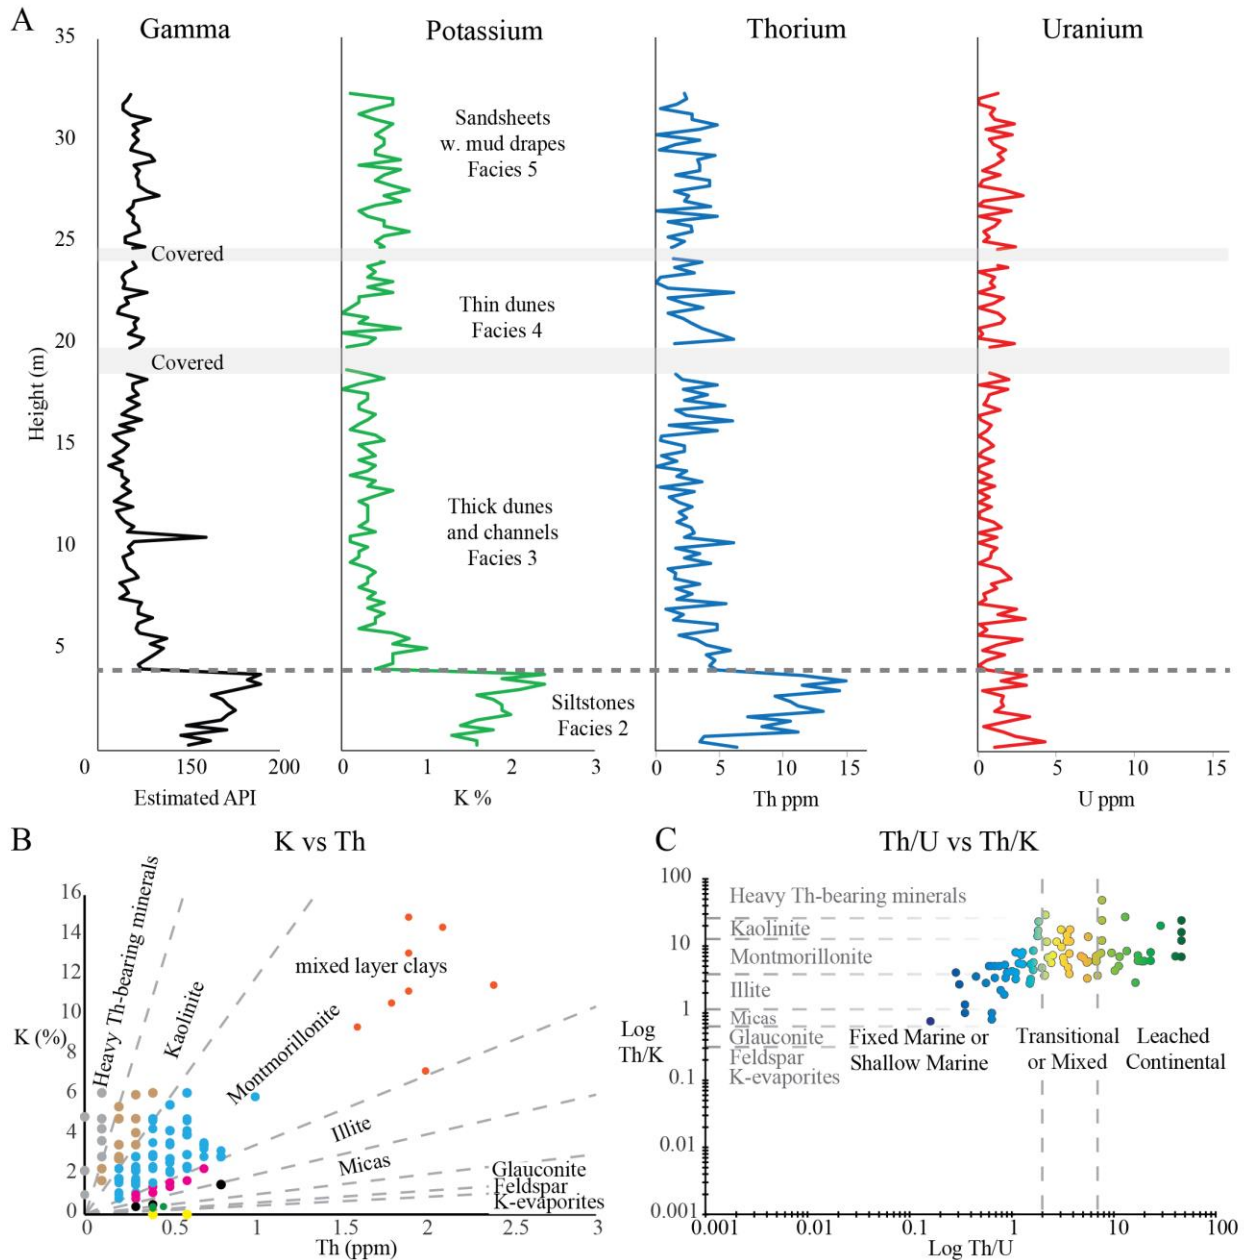 A
Gamma
Potassium
Thorium
Uranium
35
30
25
20
15
10
5
Height (m)
Sandsheets
w. mud drapes
Facies 5
Covered
Thin dunes
Facies 4
Covered
Thick dunes
and channels
Facies 3
Siltstones
Facies 2
0 150 200
Estimated API
0 1 2 3
K %
0 5 10 15
Th ppm
0 5 10 15
U ppm
B
K vs Th
16
14
12
10
8
6
4
2
0
K (%)
Heavy Th-bearing minerals
Kaolinite
Montmorillonite
mixed layer clays
Illite
Micas
Glauconite
Feldspar
K-evaporites
0 0.5 1 1.5 2 2.5 3
Th (ppm)
C
Th/U vs Th/K
100
10
1
0.1
0.01
0.001
Log
Th/K
Heavy Th-bearing minerals
Kaolinite
Montmorillonite
Illite
Micas
Glauconite
Feldspar
K-evaporites
Fixed Marine or
Shallow Marine
Transitional
or Mixed
Leached
Continental
0.001 0.01 0.1 1 10 100
Log Th/U